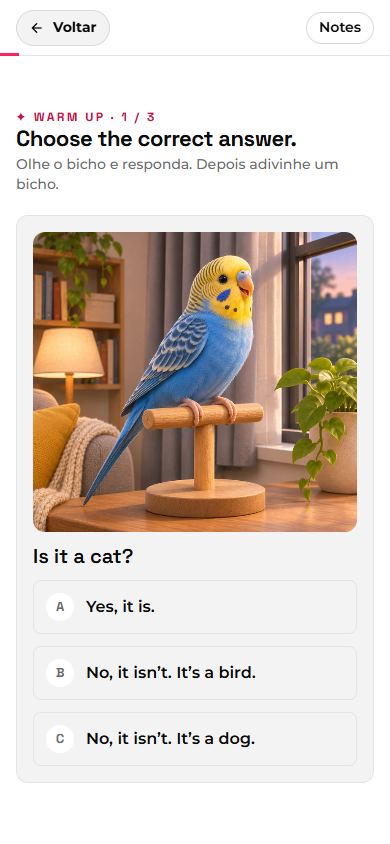 ← Voltar
Notes
✦ WARM UP · 1 / 3
Choose the correct answer.
Olhe o bicho e responda. Depois adivinhe um
bicho.
Is it a cat?
A Yes, it is.
B No, it isn’t. It’s a bird.
C No, it isn’t. It’s a dog.